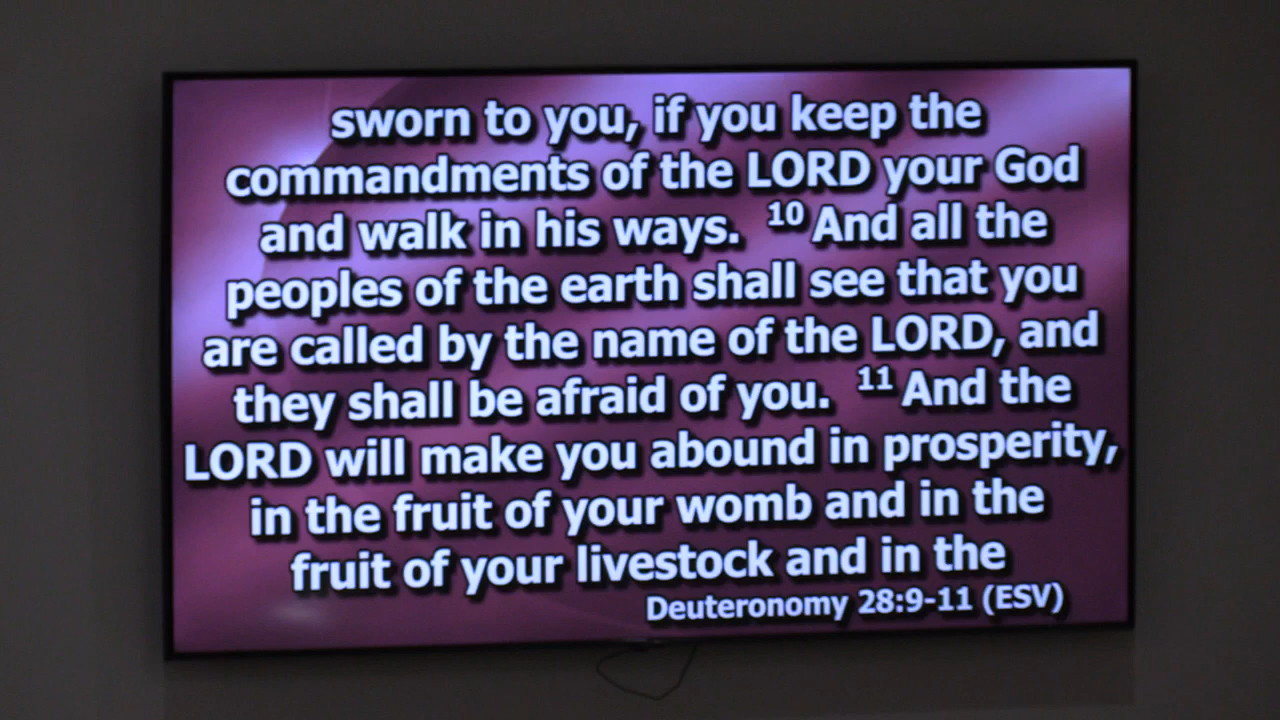 sworn to you, if you keep the
commandments of the LORD your God
and walk in his ways. 10 And all the
peoples of the earth shall see that you
are called by the name of the LORD, and
they shall be afraid of you. 11 And the
LORD will make you abound in prosperity,
in the fruit of your womb and in the
fruit of your livestock and in the
Deuteronomy 28:9-11 (ESV)